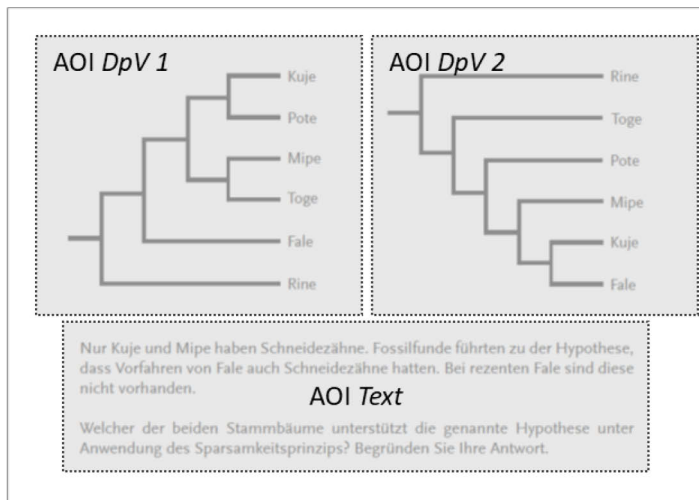 AOI DpV 1
Kuje
Pote
Mipe
Toge
Fale
Rine
AOI DpV 2
Rine
Toge
Pote
Mipe
Kuje
Fale
Nur Kuje und Mipe haben Schneidezähne. Fossilfunde führten zu der Hypothese,
dass Vorfahren von Fale auch Schneidezähne hatten. Bei rezenten Fale sind diese
nicht vorhanden.
AOI Text
Welcher der beiden Stammbäume unterstützt die genannte Hypothese unter
Anwendung des Sparsamkeitsprinzips? Begründen Sie Ihre Antwort.